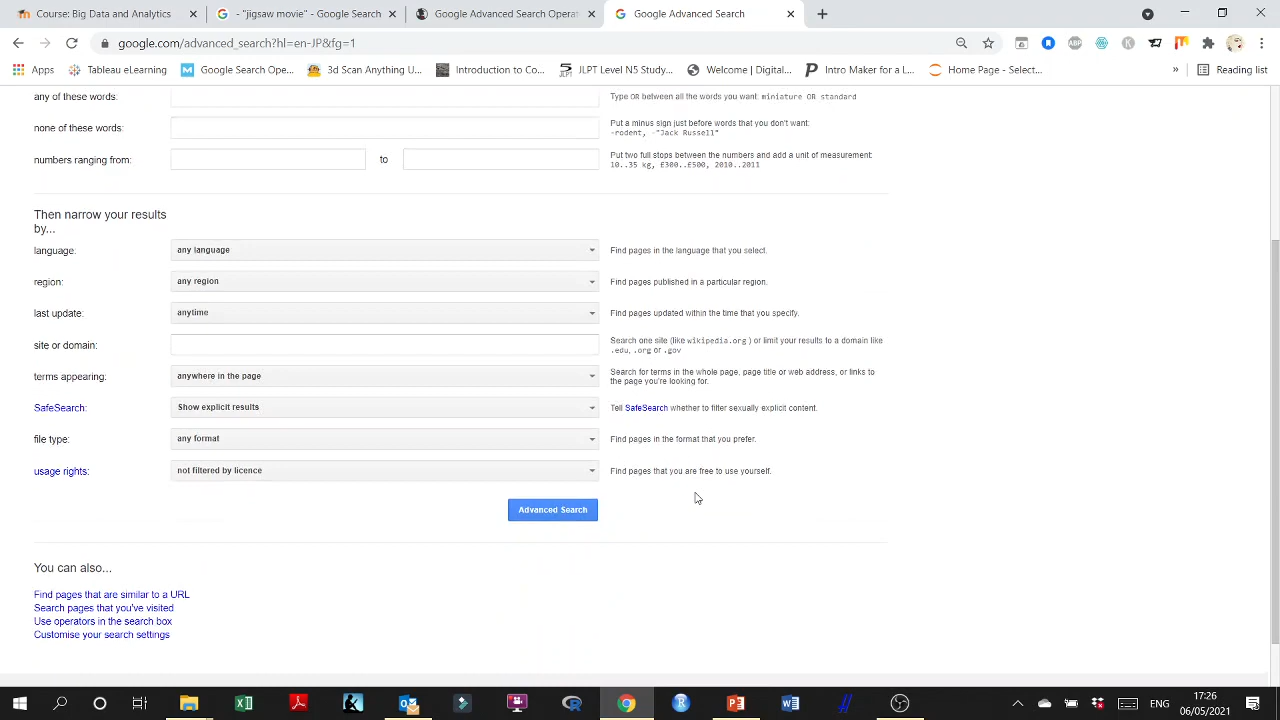 Course: Big Data and Analytics
- "jigsaw movie" - Google Search
Google Advanced Search Operat
Google Advanced Search
google.com/advanced_search?hl=en-JP&fg=1
Apps
Tableau eLearning
Google Search Ope...
3d Scan Anything U...
Introduction to Co...
JLPT Level N5 Study...
Welcome | Digital...
Intro Maker for a L...
Home Page - Select...
»
Reading list
any of these words:
Type OR between all the words you want: miniature OR standard
none of these words:
Put a minus sign just before words that you don't want:
-rodent, -"Jack Russell"
numbers ranging from:
to
Put two full stops between the numbers and add a unit of measurement:
10..35 kg, £300..£500, 2010..2011
Then narrow your results
by...
language:
any language
Find pages in the language that you select.
region:
any region
Find pages published in a particular region.
last update:
anytime
Find pages updated within the time that you specify.
site or domain:
Search one site (like wikipedia.org ) or limit your results to a domain like
.edu, .org or .gov
terms appearing:
anywhere in the page
Search for terms in the whole page, page title or web address, or links to
the page you're looking for.
SafeSearch:
Show explicit results
Tell SafeSearch whether to filter sexually explicit content.
file type:
any format
Find pages in the format that you prefer.
usage rights:
not filtered by licence
Find pages that you are free to use yourself.
Advanced Search
You can also...
Find pages that are similar to a URL
Search pages that you've visited
Use operators in the search box
Customise your search settings
ENG
17:26
06/05/2021